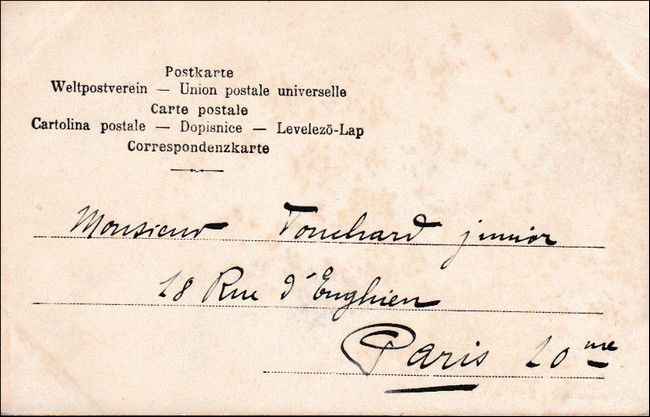 Postkarte
Weltpostverein — Union postale universelle
Carte postale
Cartolina postale — Dopisnice — Levelező-Lap
Correspondenzkarte
Monsieur Touchard junior
18 Rue d'Enghien
Paris 10me